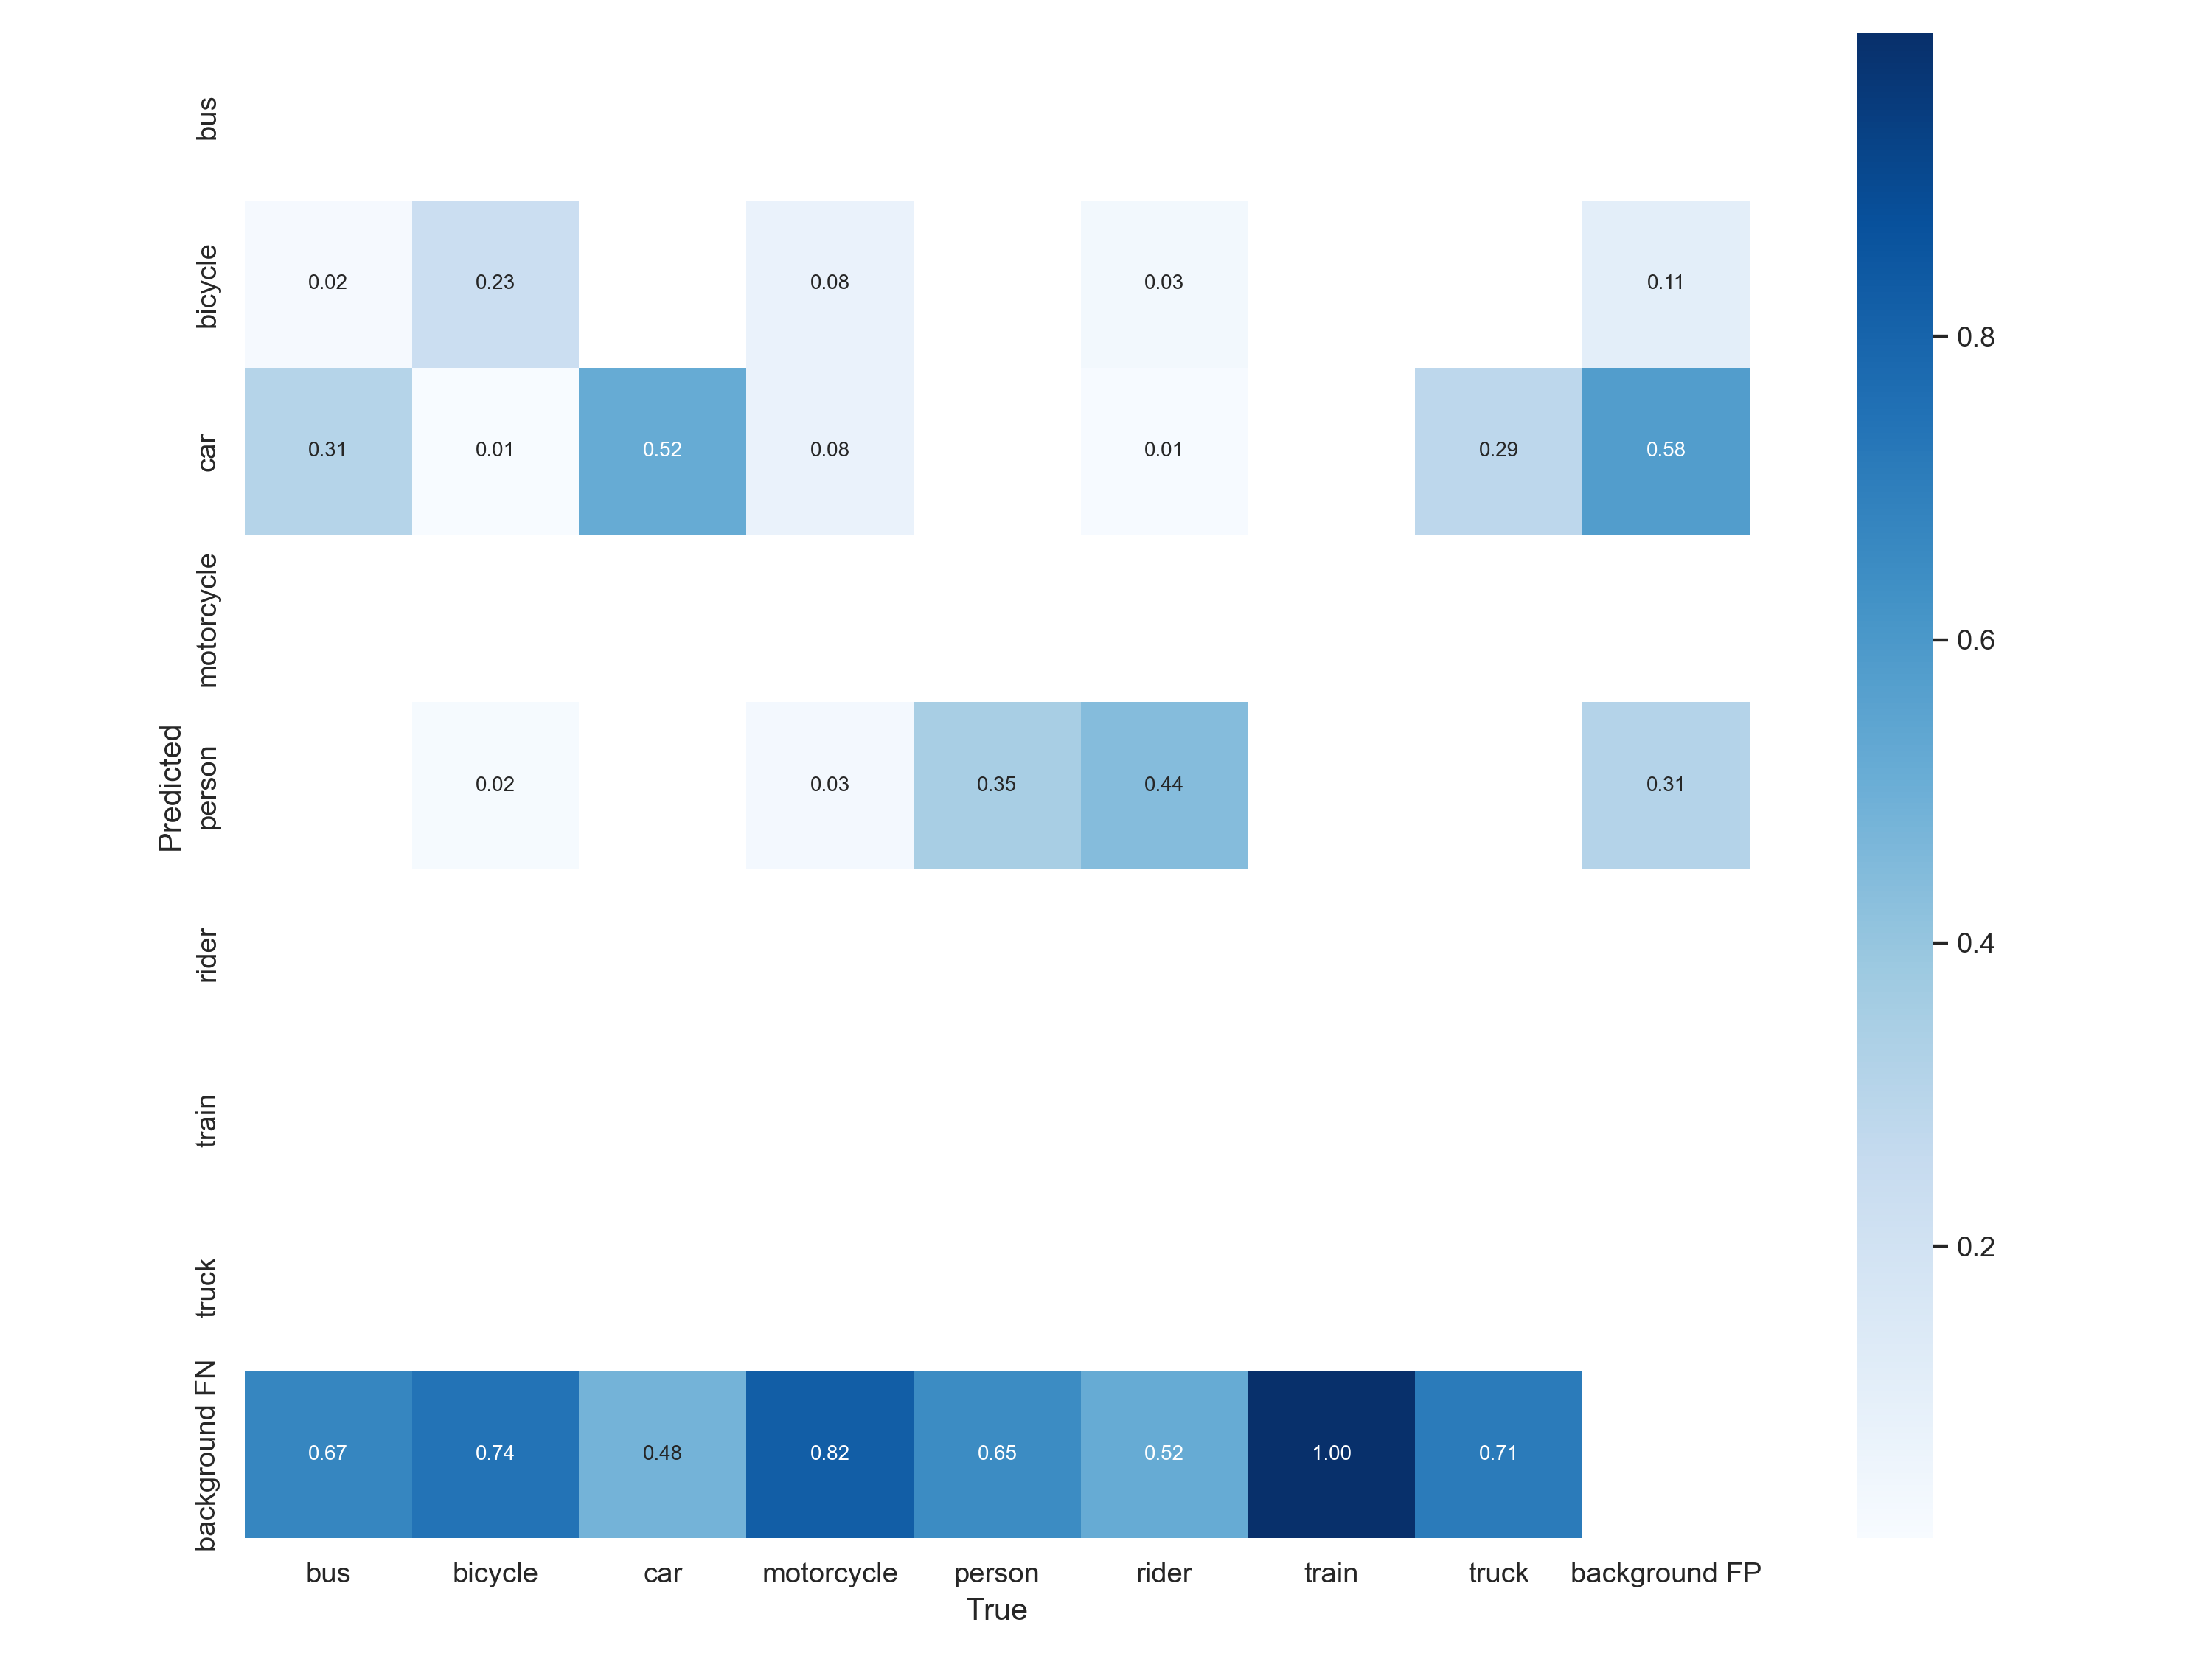 bus
bicycle
0.02 0.23 0.08 0.03 0.11
0.8
car
0.31 0.01 0.52 0.08 0.01 0.29 0.58
motorcycle
0.6
Predicted
person
0.02 0.03 0.35 0.44 0.31
rider
0.4
train
truck
0.2
background FN
0.67 0.74 0.48 0.82 0.65 0.52 1.00 0.71
bus bicycle car motorcycle person rider train truck background FP
True